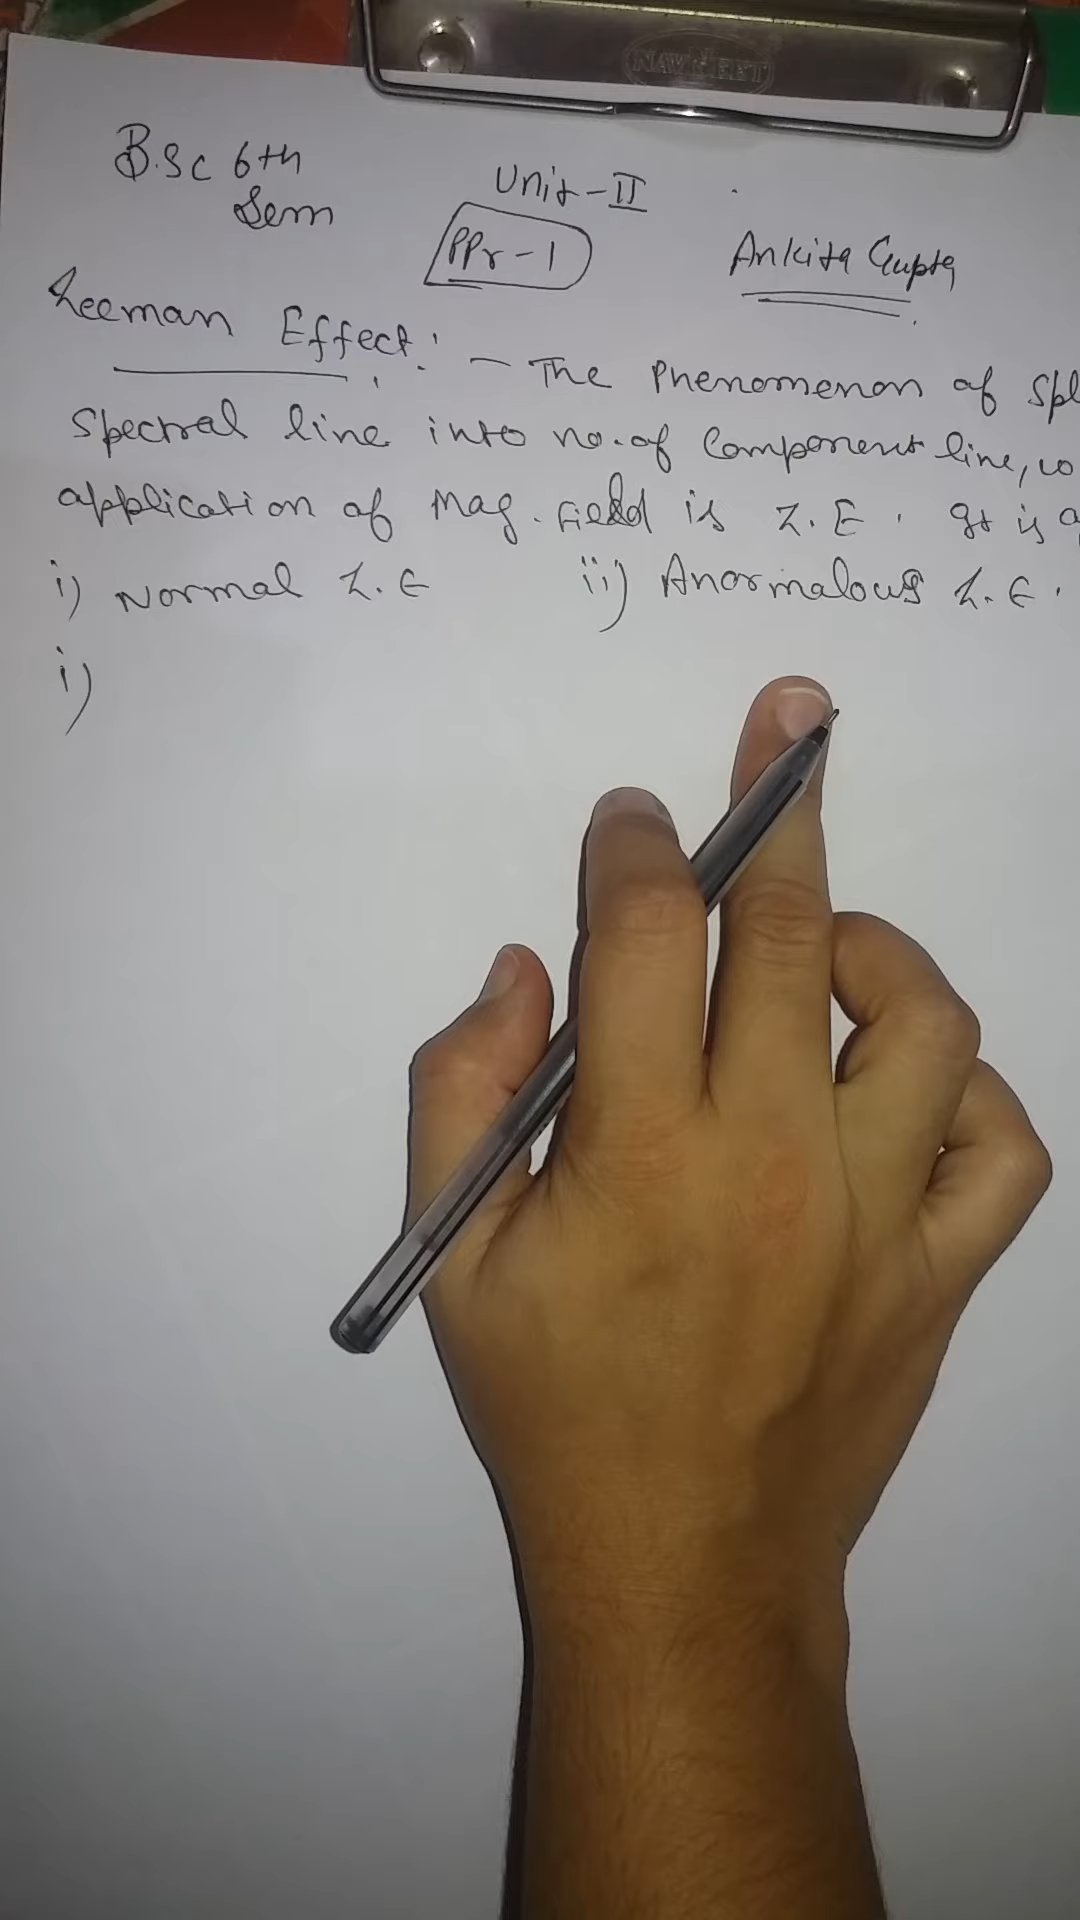 NAVNEET
B.Sc 6th
Sem
Unit-II
PPr-1
Ankita Gupta
Zeeman Effect:- The Phenomenon of Spl
Spectral line into no. of Component line,
application of Mag. Field is Z.E. It is
i) Normal Z.E ii) Anormalous Z.E.
i)